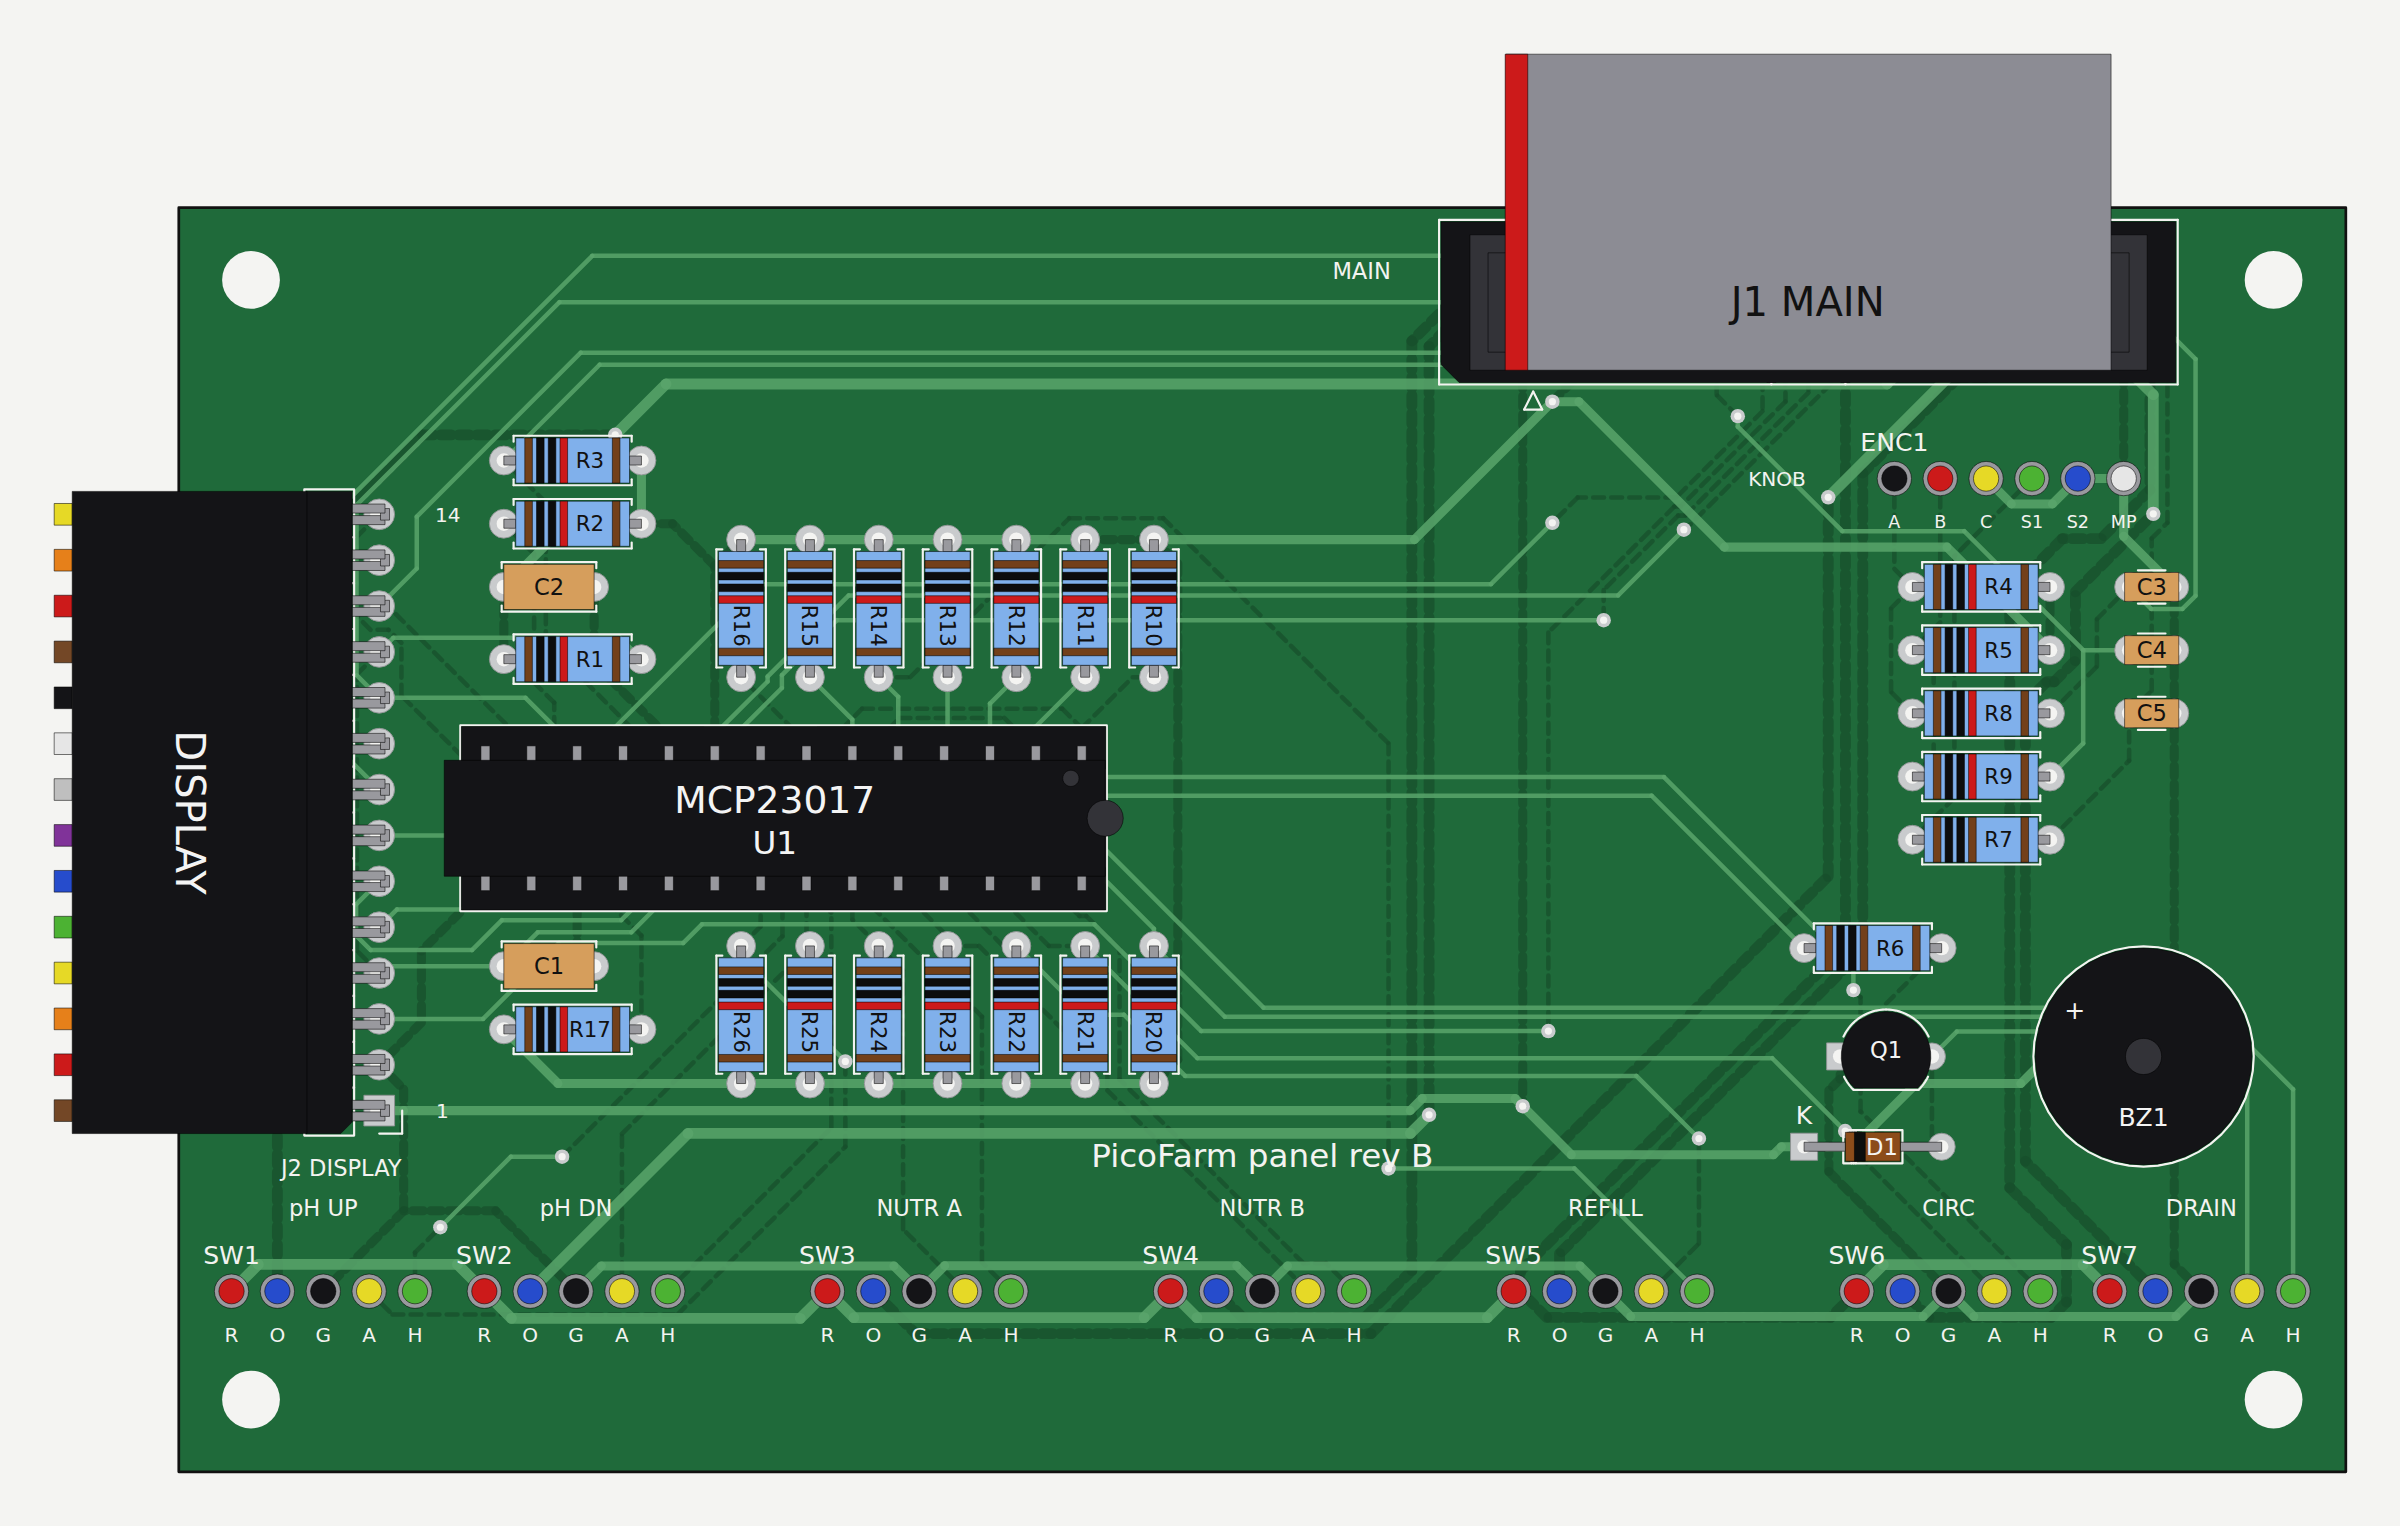 J1 MAIN
MAIN
ENC1
KNOB
A B C S1 S2 MP
14
R3
R2
C2
R1
R16 R15 R14 R13 R12 R11 R10
R4 C3
R5 C4
R8 C5
R9
R7
DISPLAY
MCP23017
U1
R6
C1
R17
R26 R25 R24 R23 R22 R21 R20
+
Q1
BZ1
K
D1
1
PicoFarm panel rev B
J2 DISPLAY
pH UP pH DN NUTR A NUTR B REFILL CIRC DRAIN
SW1 SW2 SW3 SW4 SW5 SW6 SW7
R O G A H R O G A H R O G A H R O G A H R O G A H R O G A H R O G A H